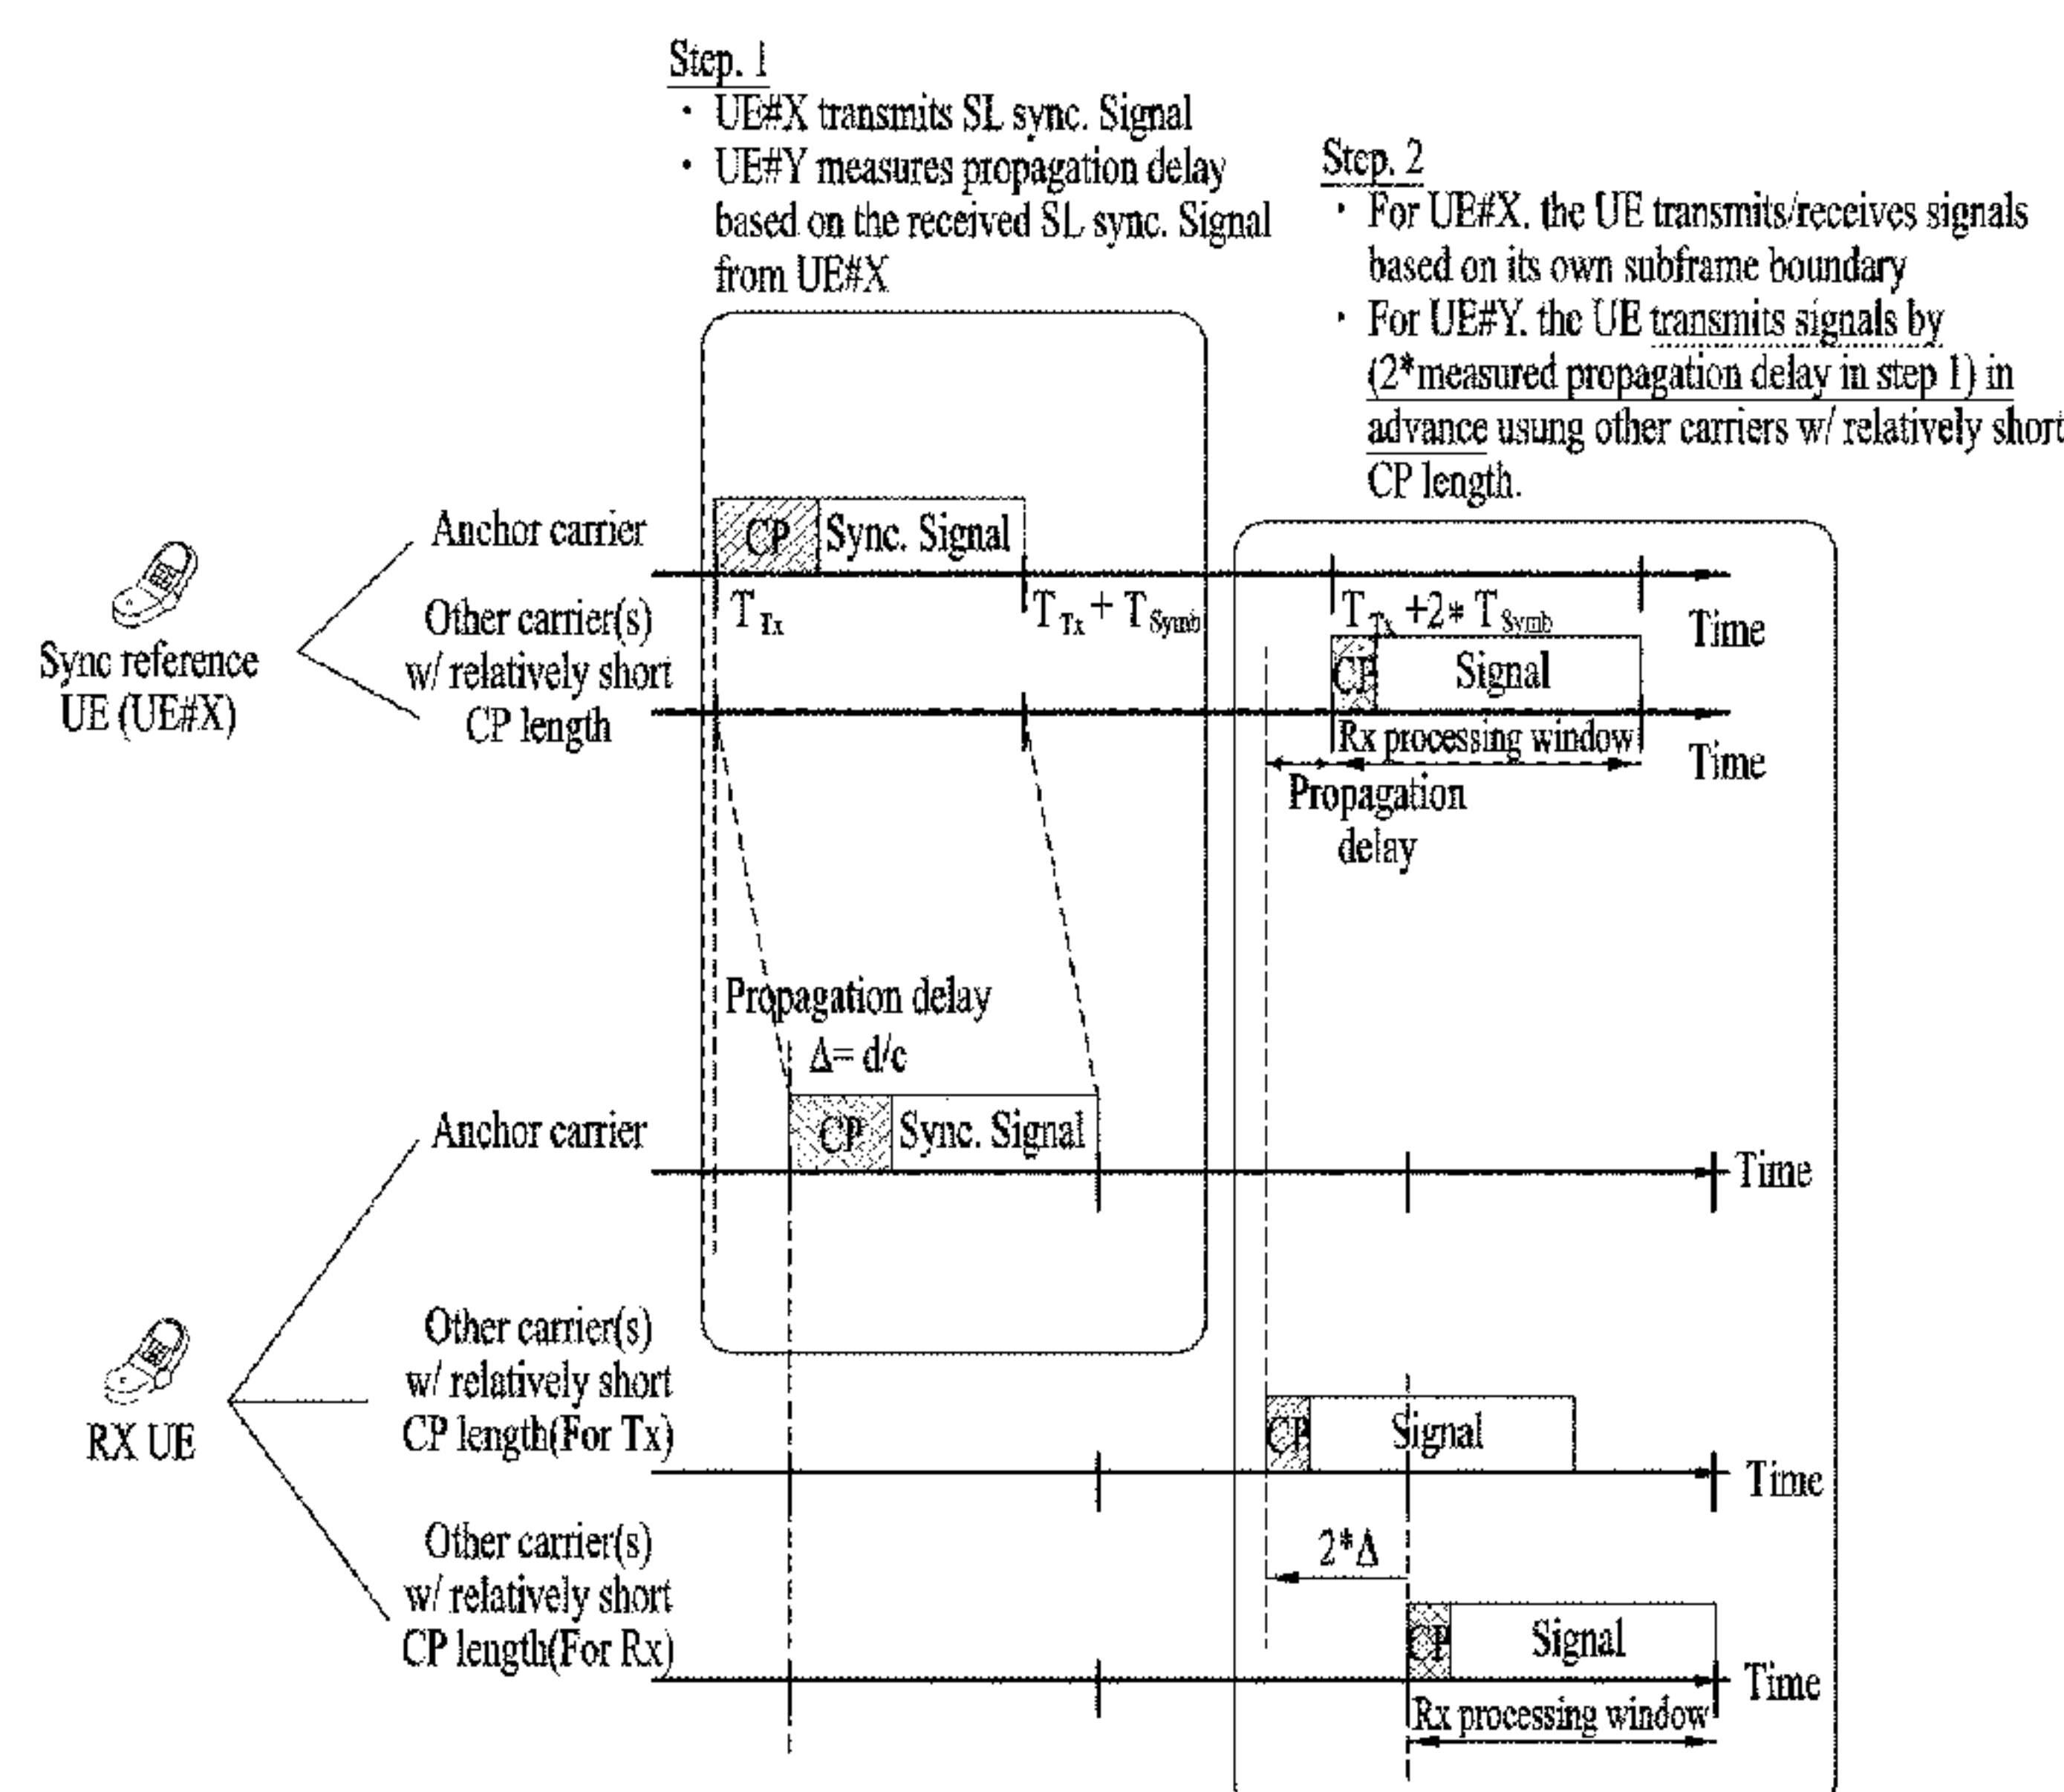 Step. 1
· UE#X transmits SL sync. Signal
· UE#Y measures propagation delay
based on the received SL sync. Signal
from UE#X
Step. 2
· For UE#X. the UE transmits/receives signals
based on its own subframe boundary
· For UE#Y. the UE transmits signals by
(2*measured propagation delay in step 1) in
advance usung other carriers w/ relatively short
CP length.
Sync reference
UE (UE#X)
Anchor carrier
CP Sync. Signal
T Tx
T Tx + T Symb
T Tx +2* T Symb
Time
Other carrier(s)
w/ relatively short
CP length
CP Signal
Rx processing window
Time
Propagation
delay
Propagation delay
Δ= d/c
RX UE
Anchor carrier
CP Sync. Signal
Time
Other carrier(s)
w/ relatively short
CP length(For Tx)
CP Signal
Time
2*Δ
Other carrier(s)
w/ relatively short
CP length(For Rx)
CP Signal
Time
Rx processing window